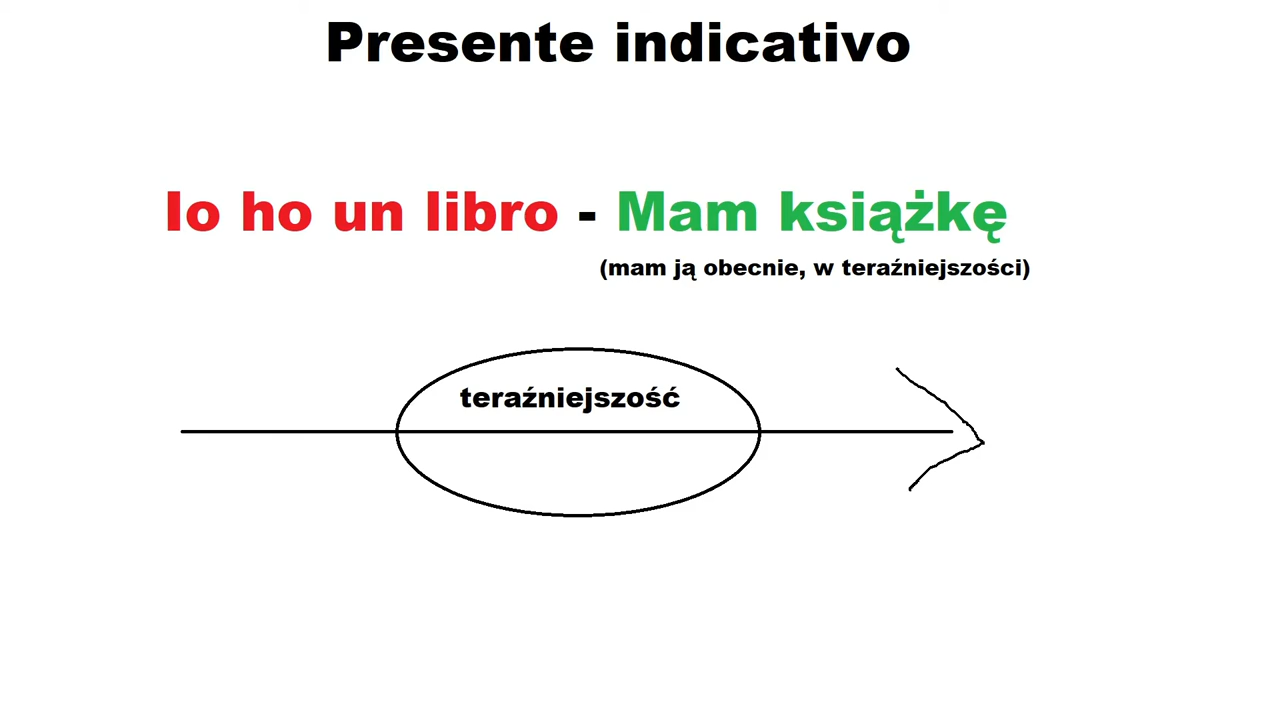 Presente indicativo
Io ho un libro - Mam książkę
(mam ją obecnie, w teraźniejszości)
teraźniejszość